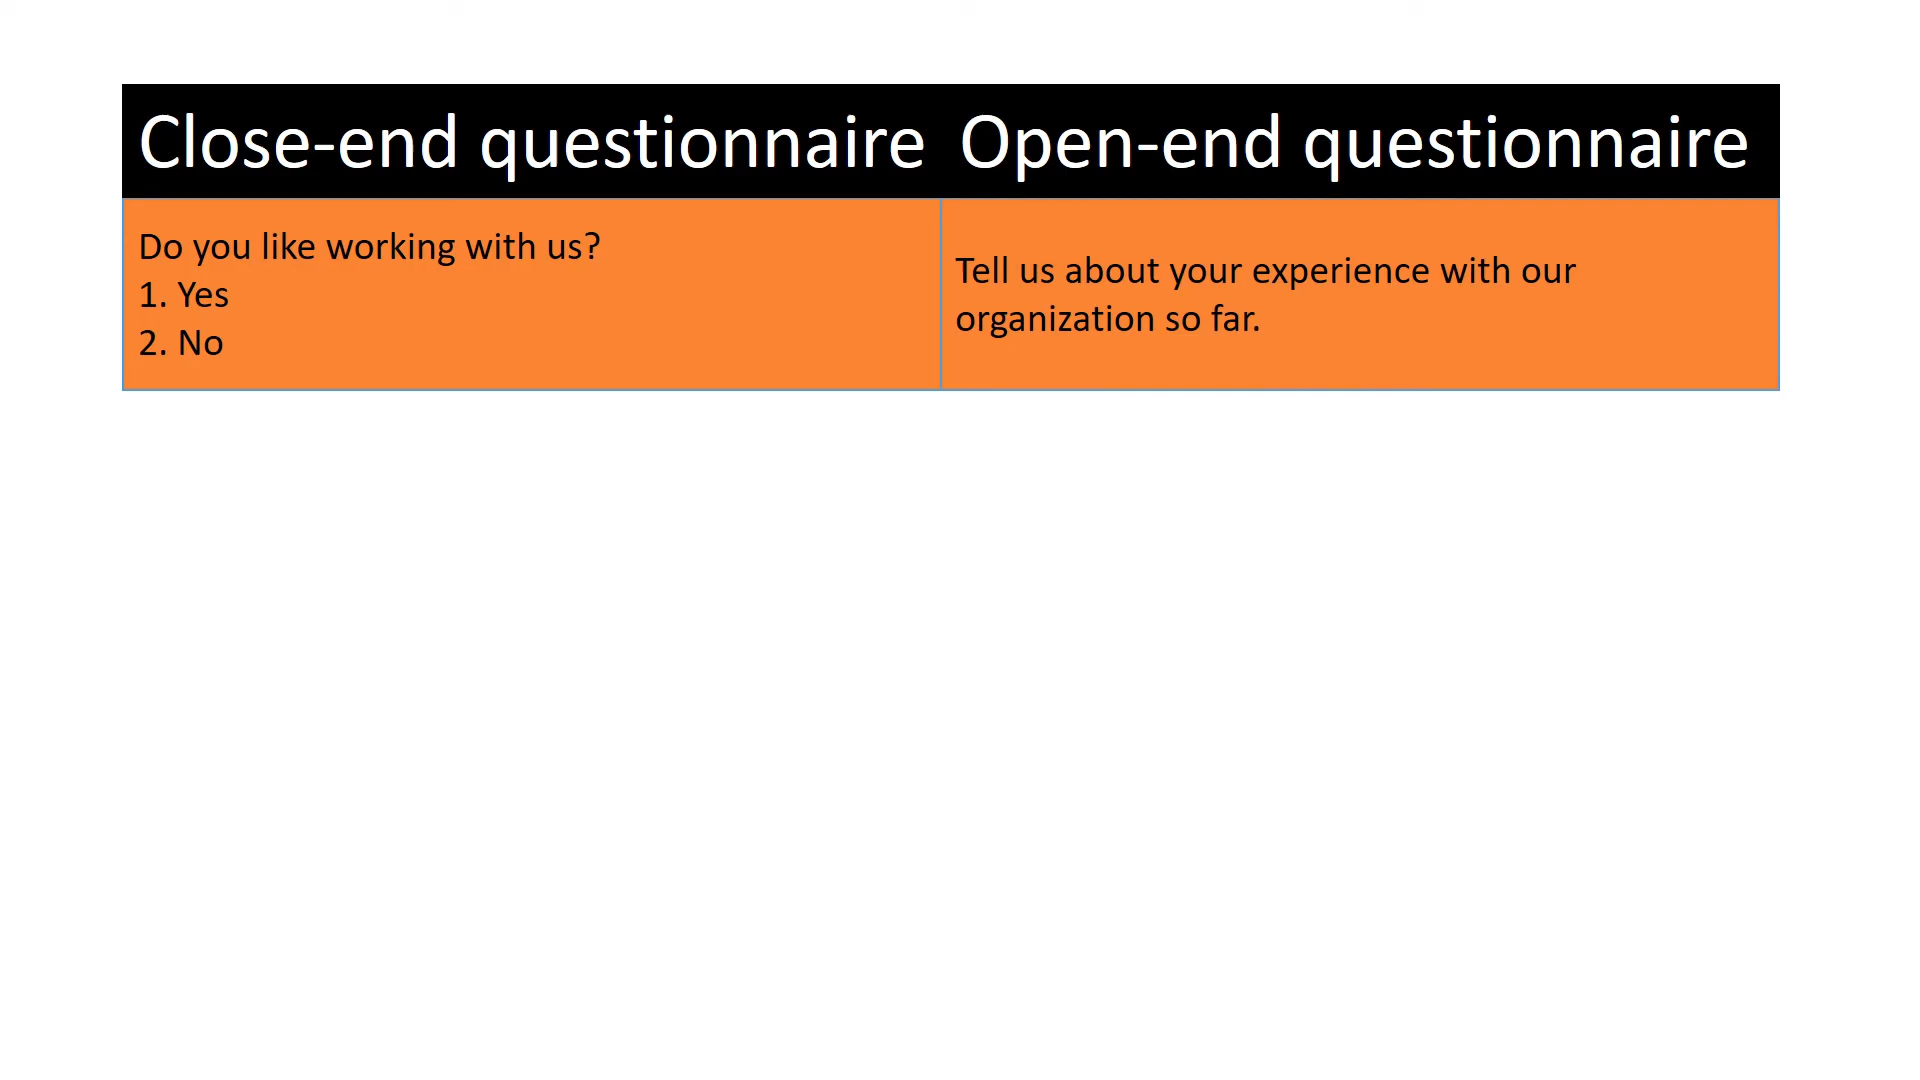 Close-end questionnaire
Open-end questionnaire
Do you like working with us?
1. Yes
2. No
Tell us about your experience with our
organization so far.